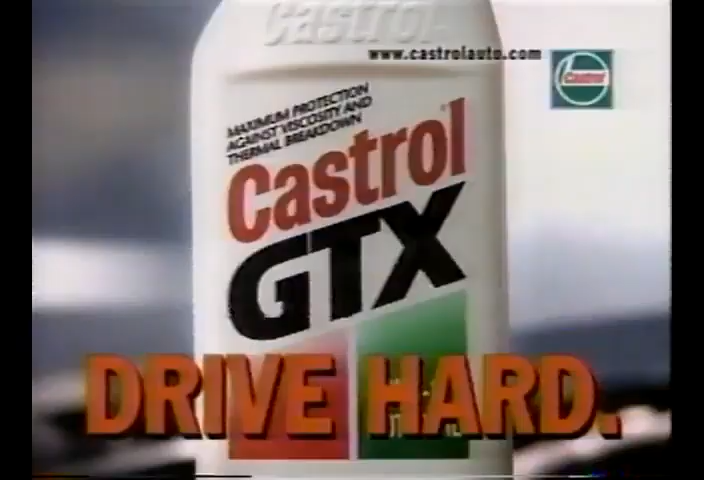 Castrol
www.castrolauto.com
Castrol
MAXIMUM PROTECTION
AGAINST VISCOSITY AND
THERMAL BREAKDOWN
Castrol
GTX
DRIVE HARD.